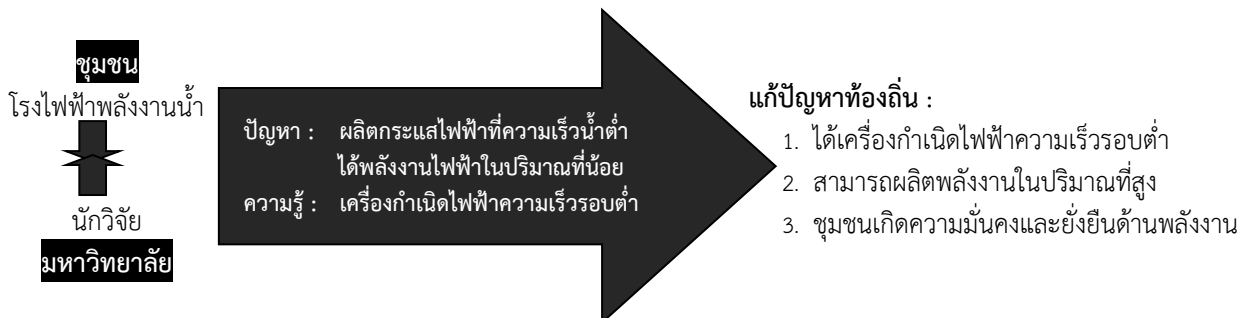 ชุมชน
โรงไฟฟ้าพลังงานน้ำ
นักวิจัย
มหาวิทยาลัย
ปัญหา : ผลิตกระแสไฟฟ้าที่ความเร็วน้ำต่ำ
ได้พลังงานไฟฟ้าในปริมาณที่น้อย
ความรู้ : เครื่องกำเนิดไฟฟ้าความเร็วรอบต่ำ
แก้ปัญหาท้องถิ่น :
1. ได้เครื่องกำเนิดไฟฟ้าความเร็วรอบต่ำ
2. สามารถผลิตพลังงานในปริมาณที่สูง
3. ชุมชนเกิดความมั่นคงและยั่งยืนด้านพลังงาน